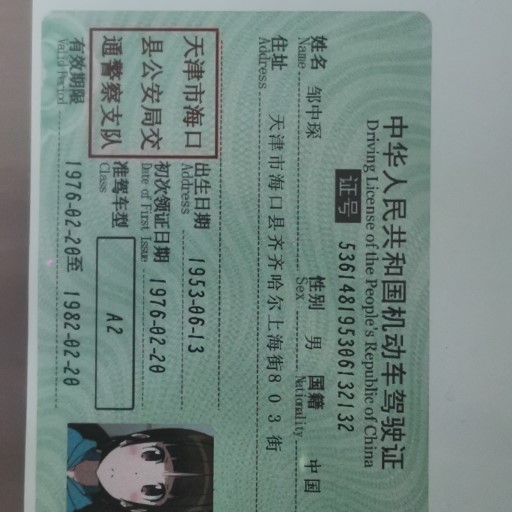 中华人民共和国机动车驾驶证
Driving License of the People's Republic of China
证号 536148195306132132
姓名 邹中琛 性别 男 国籍 中国
Name Sex Nationality
住址 天津市海口县齐齐哈尔上海街803街
Address
天津市海口
县公安局交
通警察支队
出生日期 1953-06-13
Address
初次领证日期 1976-02-20
Date of First Issue
准驾车型 A2
Class
有效期限 1976-02-20至 1982-02-20
Valid Period